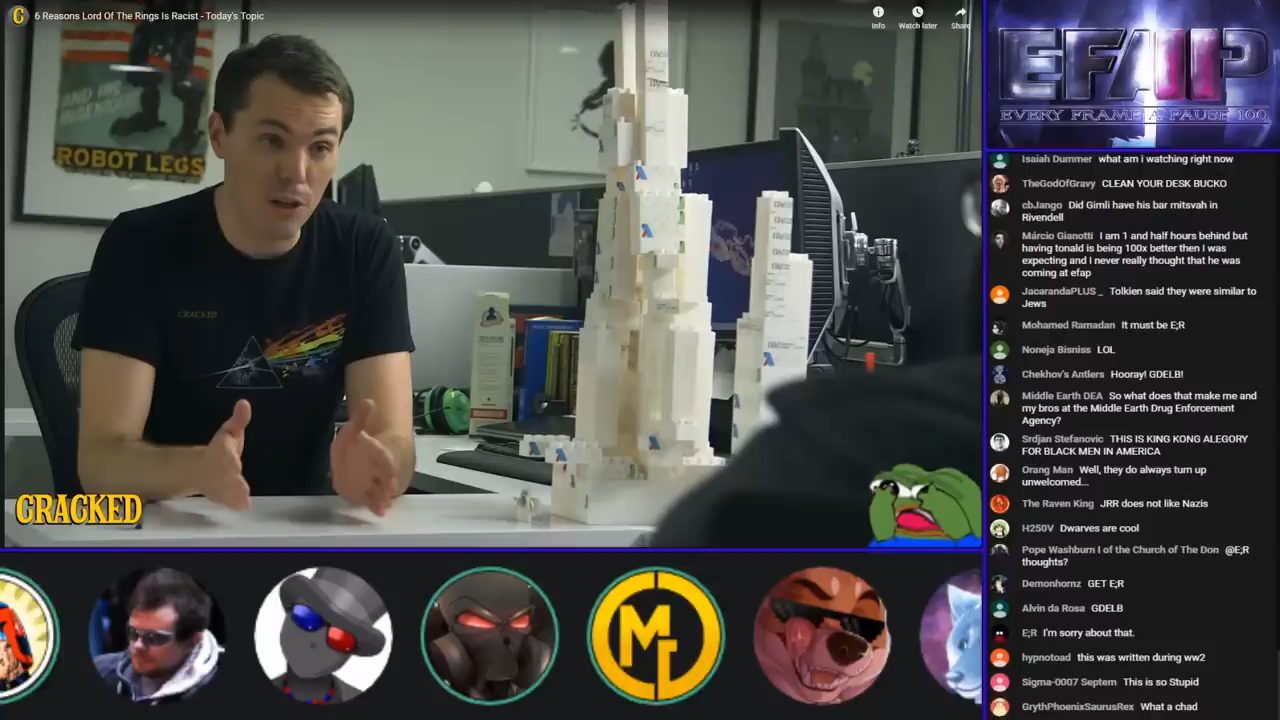 6 Reasons Lord Of The Rings Is Racist - Today's Topic
Info
Watch later
Share
AND HIS
ROBOT LEGS
CRACKED
CRACKED
EFAP
EVERY FRAME A PAUSE 100
Isaiah Dummer what am i watching right now
TheGodOfGravy CLEAN YOUR DESK BUCKO
cbJango Did Gimli have his bar mitsvah in
Rivendell
Márcio Gianotti I am 1 and half hours behind but
having tonald is being 100x better then I was
expecting and I never really thought that he was
coming at efap
JacarandaPLUS_ Tolkien said they were similar to
Jews
Mohamed Ramadan It must be E;R
Noneja Bisniss LOL
Chekhov's Antlers Hooray! GDELB!
Middle Earth DEA So what does that make me and
my bros at the Middle Earth Drug Enforcement
Agency?
Srdjan Stefanovic THIS IS KING KONG ALEGORY
FOR BLACK MEN IN AMERICA
Orang Man Well, they do always turn up
unwelcomed...
The Raven King JRR does not like Nazis
H250V Dwarves are cool
Pope Washburn I of the Church of The Don @E;R
thoughts?
Demonhornz GET E;R
Alvin da Rosa GDELB
E;R I'm sorry about that.
hypnotoad this was written during ww2
Sigma-0007 Septem This is so Stupid
GrythPhoenixSaurusRex What a chad